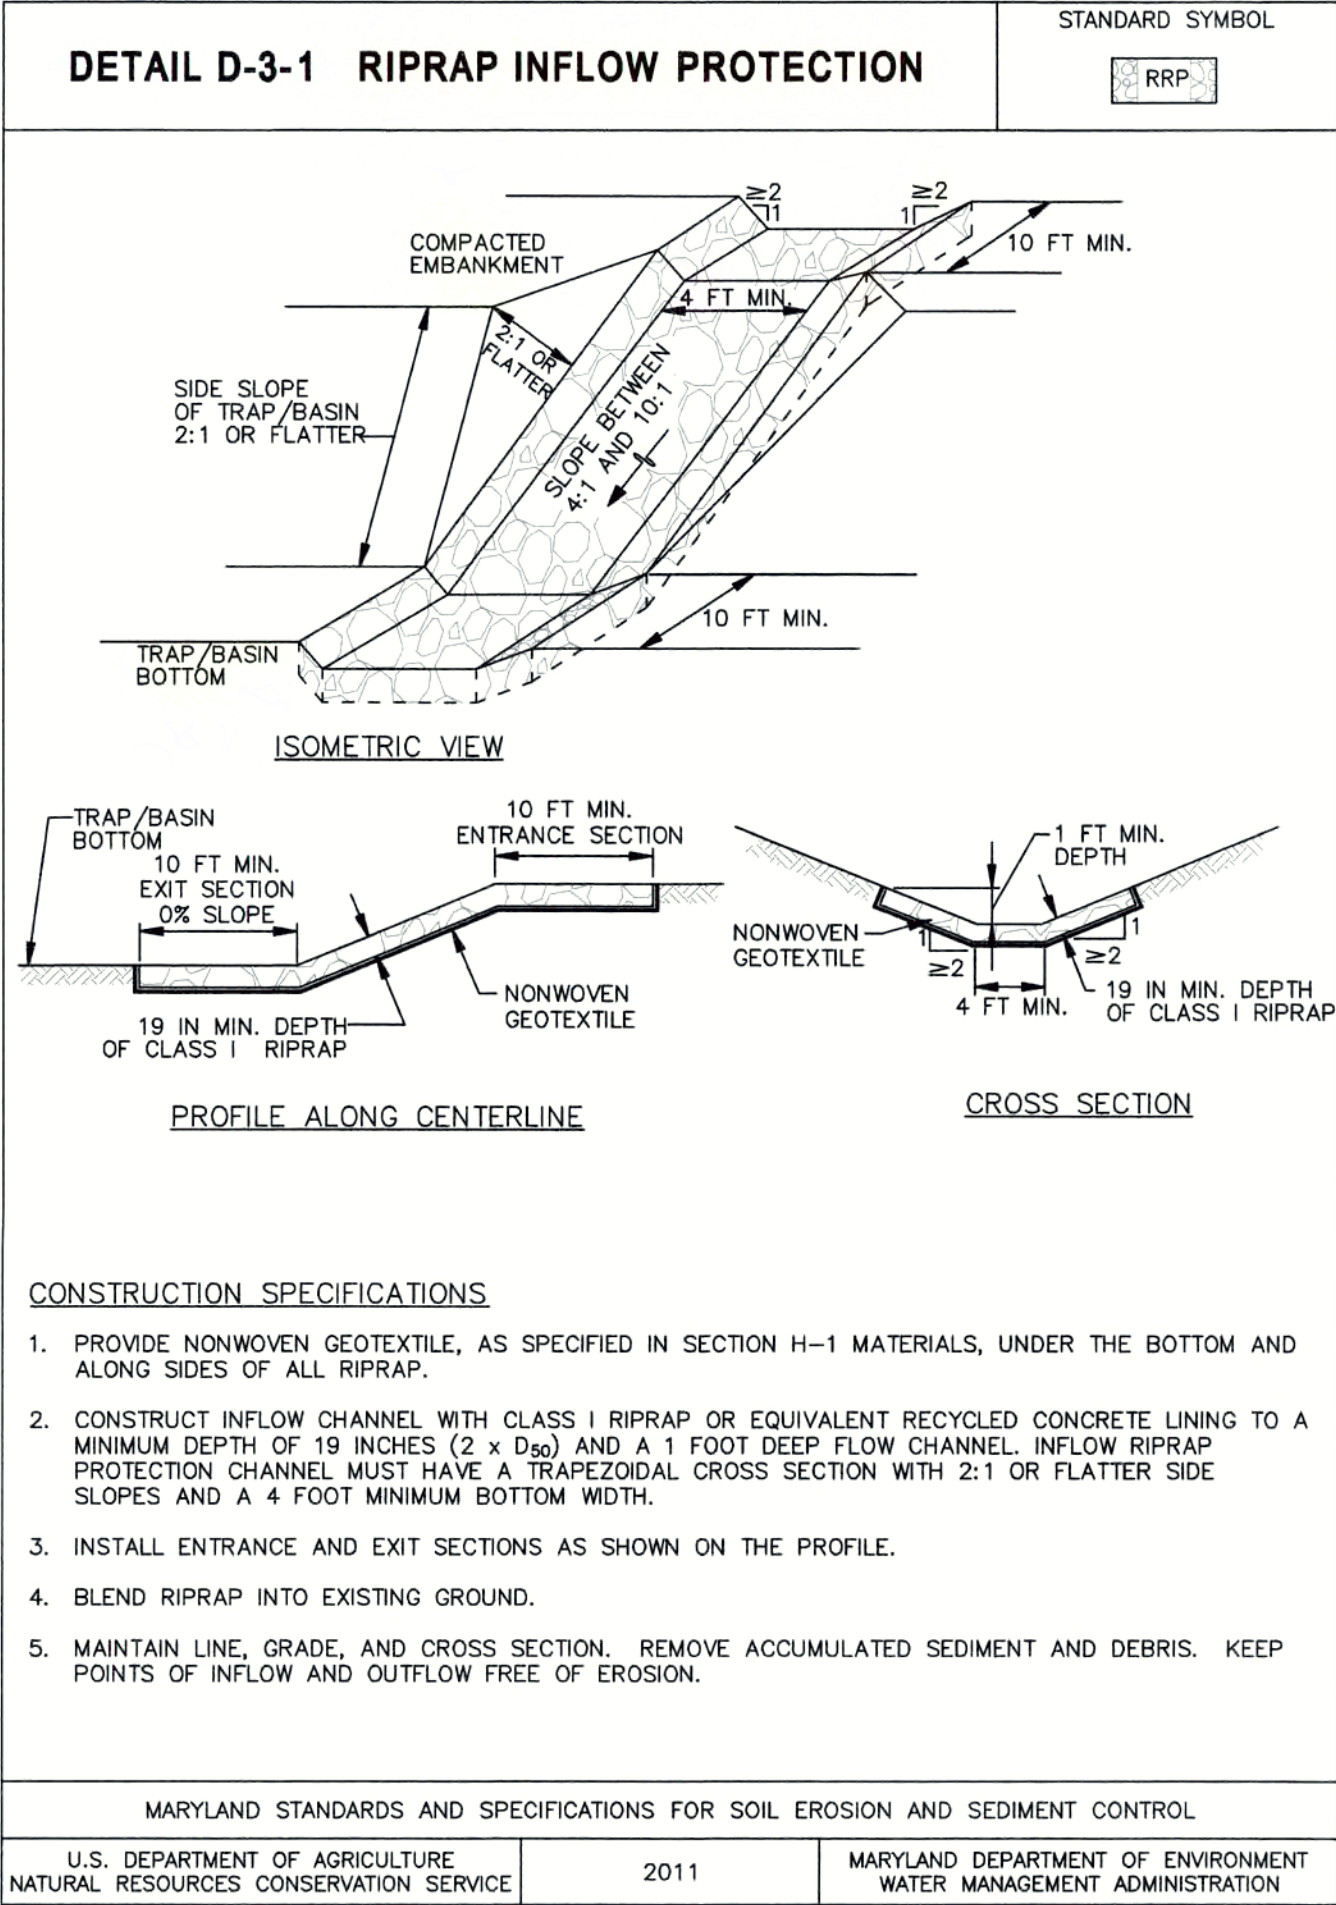 DETAIL D-3-1 RIPRAP INFLOW PROTECTION
STANDARD SYMBOL
RRP
≥2
1
≥2
1
10 FT MIN.
COMPACTED
EMBANKMENT
4 FT MIN.
2:1 OR
FLATTER
SIDE SLOPE
OF TRAP/BASIN
2:1 OR FLATTER
SLOPE BETWEEN
4:1 AND 10:1
10 FT MIN.
TRAP/BASIN
BOTTOM
ISOMETRIC VIEW
TRAP/BASIN
BOTTOM
10 FT MIN.
EXIT SECTION
0% SLOPE
10 FT MIN.
ENTRANCE SECTION
NONWOVEN
GEOTEXTILE
19 IN MIN. DEPTH
OF CLASS I RIPRAP
PROFILE ALONG CENTERLINE
1 FT MIN.
DEPTH
NONWOVEN
GEOTEXTILE
1
≥2
1
≥2
4 FT MIN.
19 IN MIN. DEPTH
OF CLASS I RIPRAP
CROSS SECTION
CONSTRUCTION SPECIFICATIONS
1. PROVIDE NONWOVEN GEOTEXTILE, AS SPECIFIED IN SECTION H-1 MATERIALS, UNDER THE BOTTOM AND
ALONG SIDES OF ALL RIPRAP.
2. CONSTRUCT INFLOW CHANNEL WITH CLASS I RIPRAP OR EQUIVALENT RECYCLED CONCRETE LINING TO A
MINIMUM DEPTH OF 19 INCHES (2 x D50) AND A 1 FOOT DEEP FLOW CHANNEL. INFLOW RIPRAP
PROTECTION CHANNEL MUST HAVE A TRAPEZOIDAL CROSS SECTION WITH 2:1 OR FLATTER SIDE
SLOPES AND A 4 FOOT MINIMUM BOTTOM WIDTH.
3. INSTALL ENTRANCE AND EXIT SECTIONS AS SHOWN ON THE PROFILE.
4. BLEND RIPRAP INTO EXISTING GROUND.
5. MAINTAIN LINE, GRADE, AND CROSS SECTION. REMOVE ACCUMULATED SEDIMENT AND DEBRIS. KEEP
POINTS OF INFLOW AND OUTFLOW FREE OF EROSION.
MARYLAND STANDARDS AND SPECIFICATIONS FOR SOIL EROSION AND SEDIMENT CONTROL
U.S. DEPARTMENT OF AGRICULTURE
NATURAL RESOURCES CONSERVATION SERVICE
2011
MARYLAND DEPARTMENT OF ENVIRONMENT
WATER MANAGEMENT ADMINISTRATION